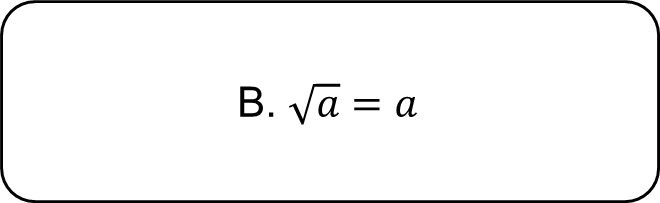 B. √a = a